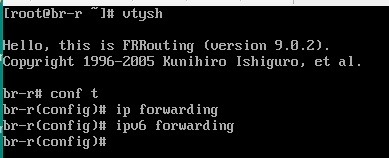 [root@br-r ~]# vtysh
Hello, this is FRRouting (version 9.0.2).
Copyright 1996-2005 Kunihiro Ishiguro, et al.
br-r# conf t
br-r(config)# ip forwarding
br-r(config)# ipv6 forwarding
br-r(config)#